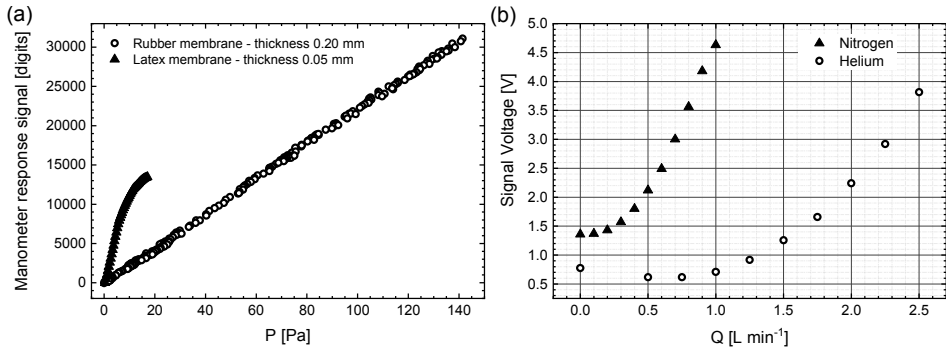 (a)
Manometer response signal [digits]
30000
25000
20000
15000
10000
5000
0
Rubber membrane - thickness 0.20 mm
Latex membrane - thickness 0.05 mm
0 20 40 60 80 100 120 140
P [Pa]
(b)
Signal Voltage [V]
5.0
4.5
4.0
3.5
3.0
2.5
2.0
1.5
1.0
0.5
Nitrogen
Helium
0.0 0.5 1.0 1.5 2.0 2.5
Q [L min⁻¹]